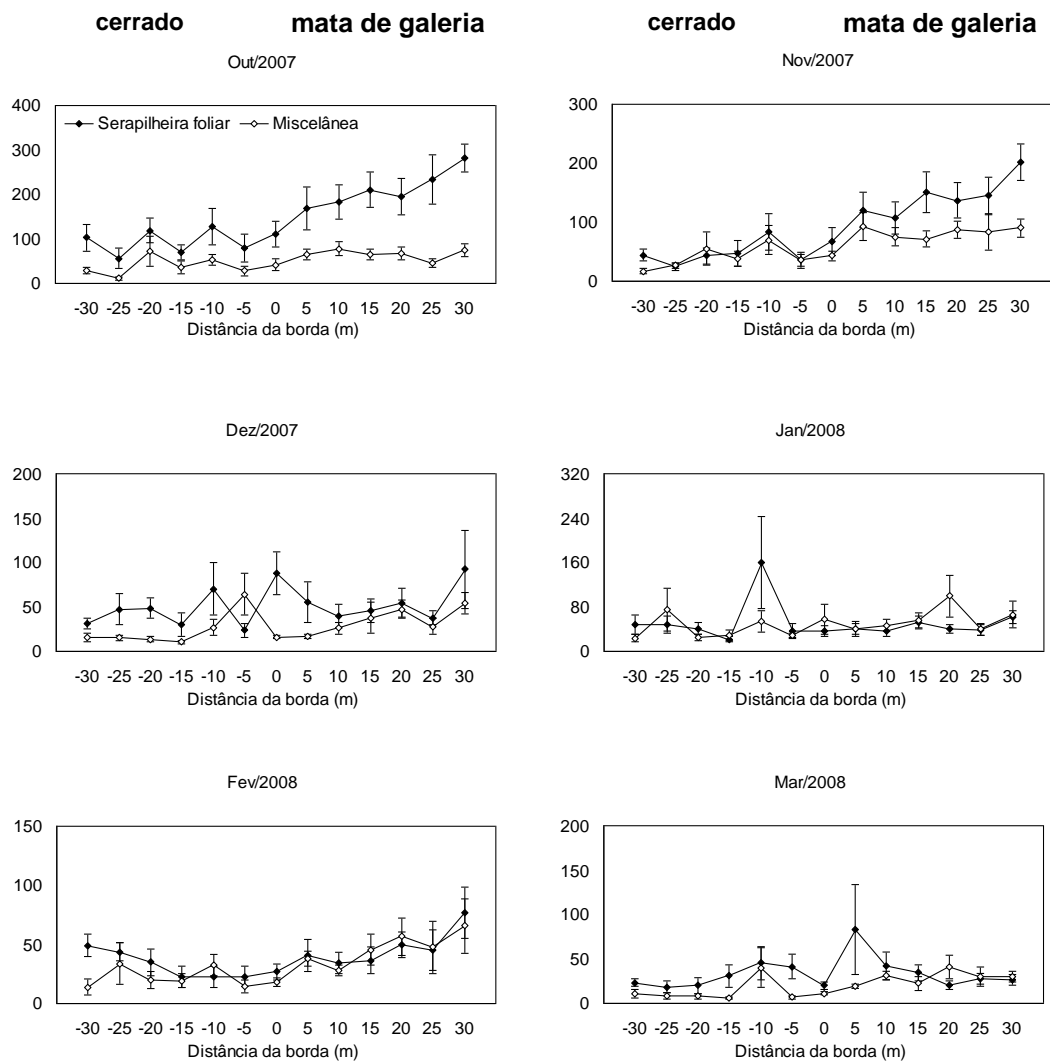 cerrado mata de galeria cerrado mata de galeria
Out/2007 Nov/2007
400 300
Serapilheira foliar Miscelânea
300
200
200
100
100
0 0
-30 -25 -20 -15 -10 -5 0 5 10 15 20 25 30 -30 -25 -20 -15 -10 -5 0 5 10 15 20 25 30
Distância da borda (m) Distância da borda (m)
Dez/2007 Jan/2008
200 320
150 240
100 160
50 80
0 0
-30 -25 -20 -15 -10 -5 0 5 10 15 20 25 30 -30 -25 -20 -15 -10 -5 0 5 10 15 20 25 30
Distância da borda (m) Distância da borda (m)
Fev/2008 Mar/2008
150 200
150
100
100
50
50
0 0
-30 -25 -20 -15 -10 -5 0 5 10 15 20 25 30 -30 -25 -20 -15 -10 -5 0 5 10 15 20 25 30
Distância da borda (m) Distância da borda (m)